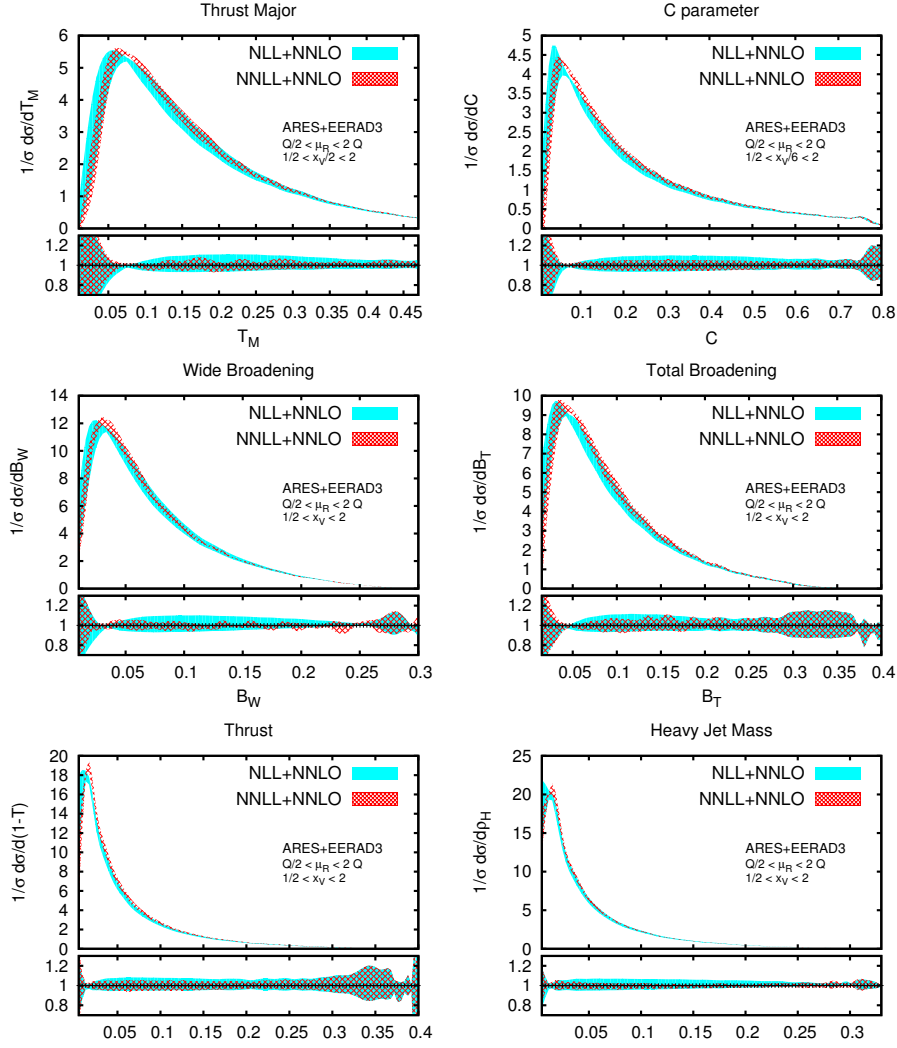 Thrust Major
1/σ dσ/dT_M
6
5
4
3
2
1
0
NLL+NNLO
NNLL+NNLO
ARES+EERAD3
Q/2 < μ_R < 2 Q
1/2 < x_V/2 < 2
1.2
1
0.8
0.05 0.1 0.15 0.2 0.25 0.3 0.35 0.4 0.45
T_M
C parameter
1/σ dσ/dC
5
4.5
4
3.5
3
2.5
2
1.5
1
0.5
0
NLL+NNLO
NNLL+NNLO
ARES+EERAD3
Q/2 < μ_R < 2 Q
1/2 < x_V/6 < 2
1.2
1
0.8
0.1 0.2 0.3 0.4 0.5 0.6 0.7 0.8
C
Wide Broadening
1/σ dσ/dB_W
14
12
10
8
6
4
2
0
NLL+NNLO
NNLL+NNLO
ARES+EERAD3
Q/2 < μ_R < 2 Q
1/2 < x_V < 2
1.2
1
0.8
0.05 0.1 0.15 0.2 0.25 0.3
B_W
Total Broadening
1/σ dσ/dB_T
10
9
8
7
6
5
4
3
2
1
0
NLL+NNLO
NNLL+NNLO
ARES+EERAD3
Q/2 < μ_R < 2 Q
1/2 < x_V < 2
1.2
1
0.8
0.05 0.1 0.15 0.2 0.25 0.3 0.35 0.4
B_T
Thrust
1/σ dσ/d(1-T)
20
18
16
14
12
10
8
6
4
2
0
NLL+NNLO
NNLL+NNLO
ARES+EERAD3
Q/2 < μ_R < 2 Q
1/2 < x_V < 2
1.2
1
0.8
0.05 0.1 0.15 0.2 0.25 0.3 0.35 0.4
Heavy Jet Mass
1/σ dσ/dρ_H
25
20
15
10
5
0
NLL+NNLO
NNLL+NNLO
ARES+EERAD3
Q/2 < μ_R < 2 Q
1/2 < x_V < 2
1.2
1
0.8
0.05 0.1 0.15 0.2 0.25 0.3